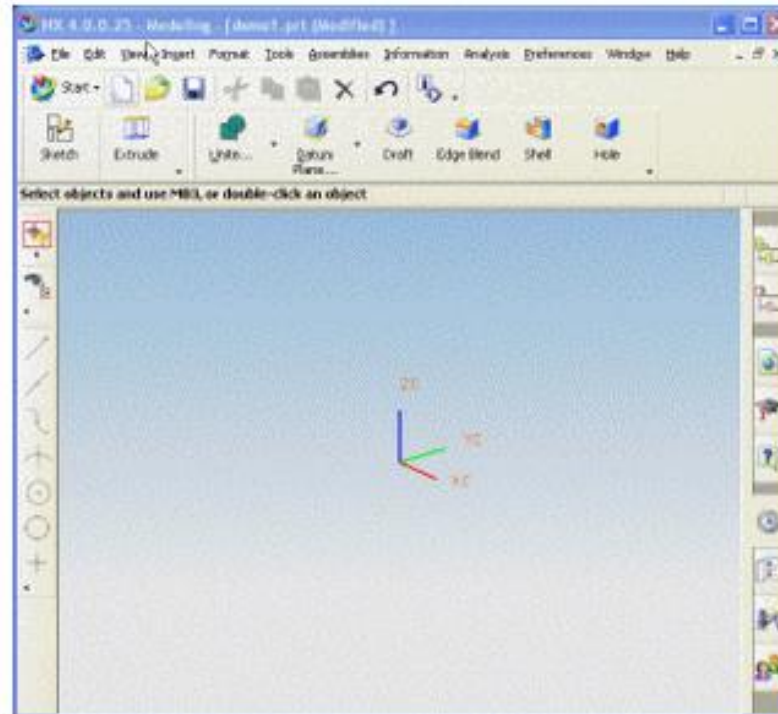 NX 4.0.0.25 - Modeling - [demo1.prt (Modified) ]
File Edit View Insert Format Tools Assemblies Information Analysis Preferences Window Help
Start
Sketch Extrude Unite... Datum Plane... Draft Edge Blend Shell Hole
Select objects and use MB3, or double-click an object
ZC
YC
XC